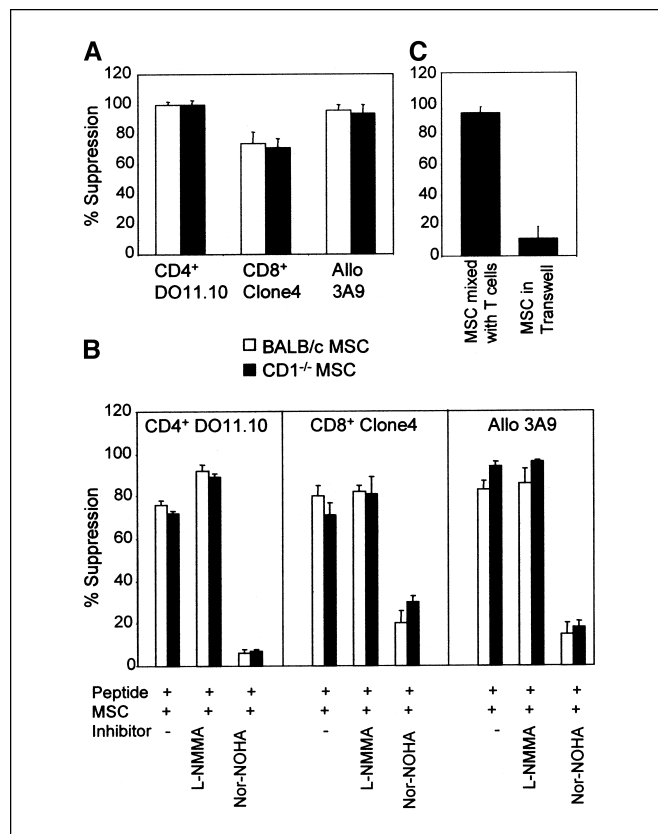 A
C
120
100
80
60
40
20
0
% Suppression
CD4+ DO11.10
CD8+ Clone4
Allo 3A9
120
100
80
60
40
20
0
MSC mixed with T cells
MSC in Transwell
BALB/c MSC
CD1-/- MSC
B
120
100
80
60
40
20
0
% Suppression
CD4+ DO11.10
CD8+ Clone4
Allo 3A9
Peptide + + + + + + + + +
MSC + + + + + + + + +
Inhibitor - L-NMMA Nor-NOHA - L-NMMA Nor-NOHA - L-NMMA Nor-NOHA